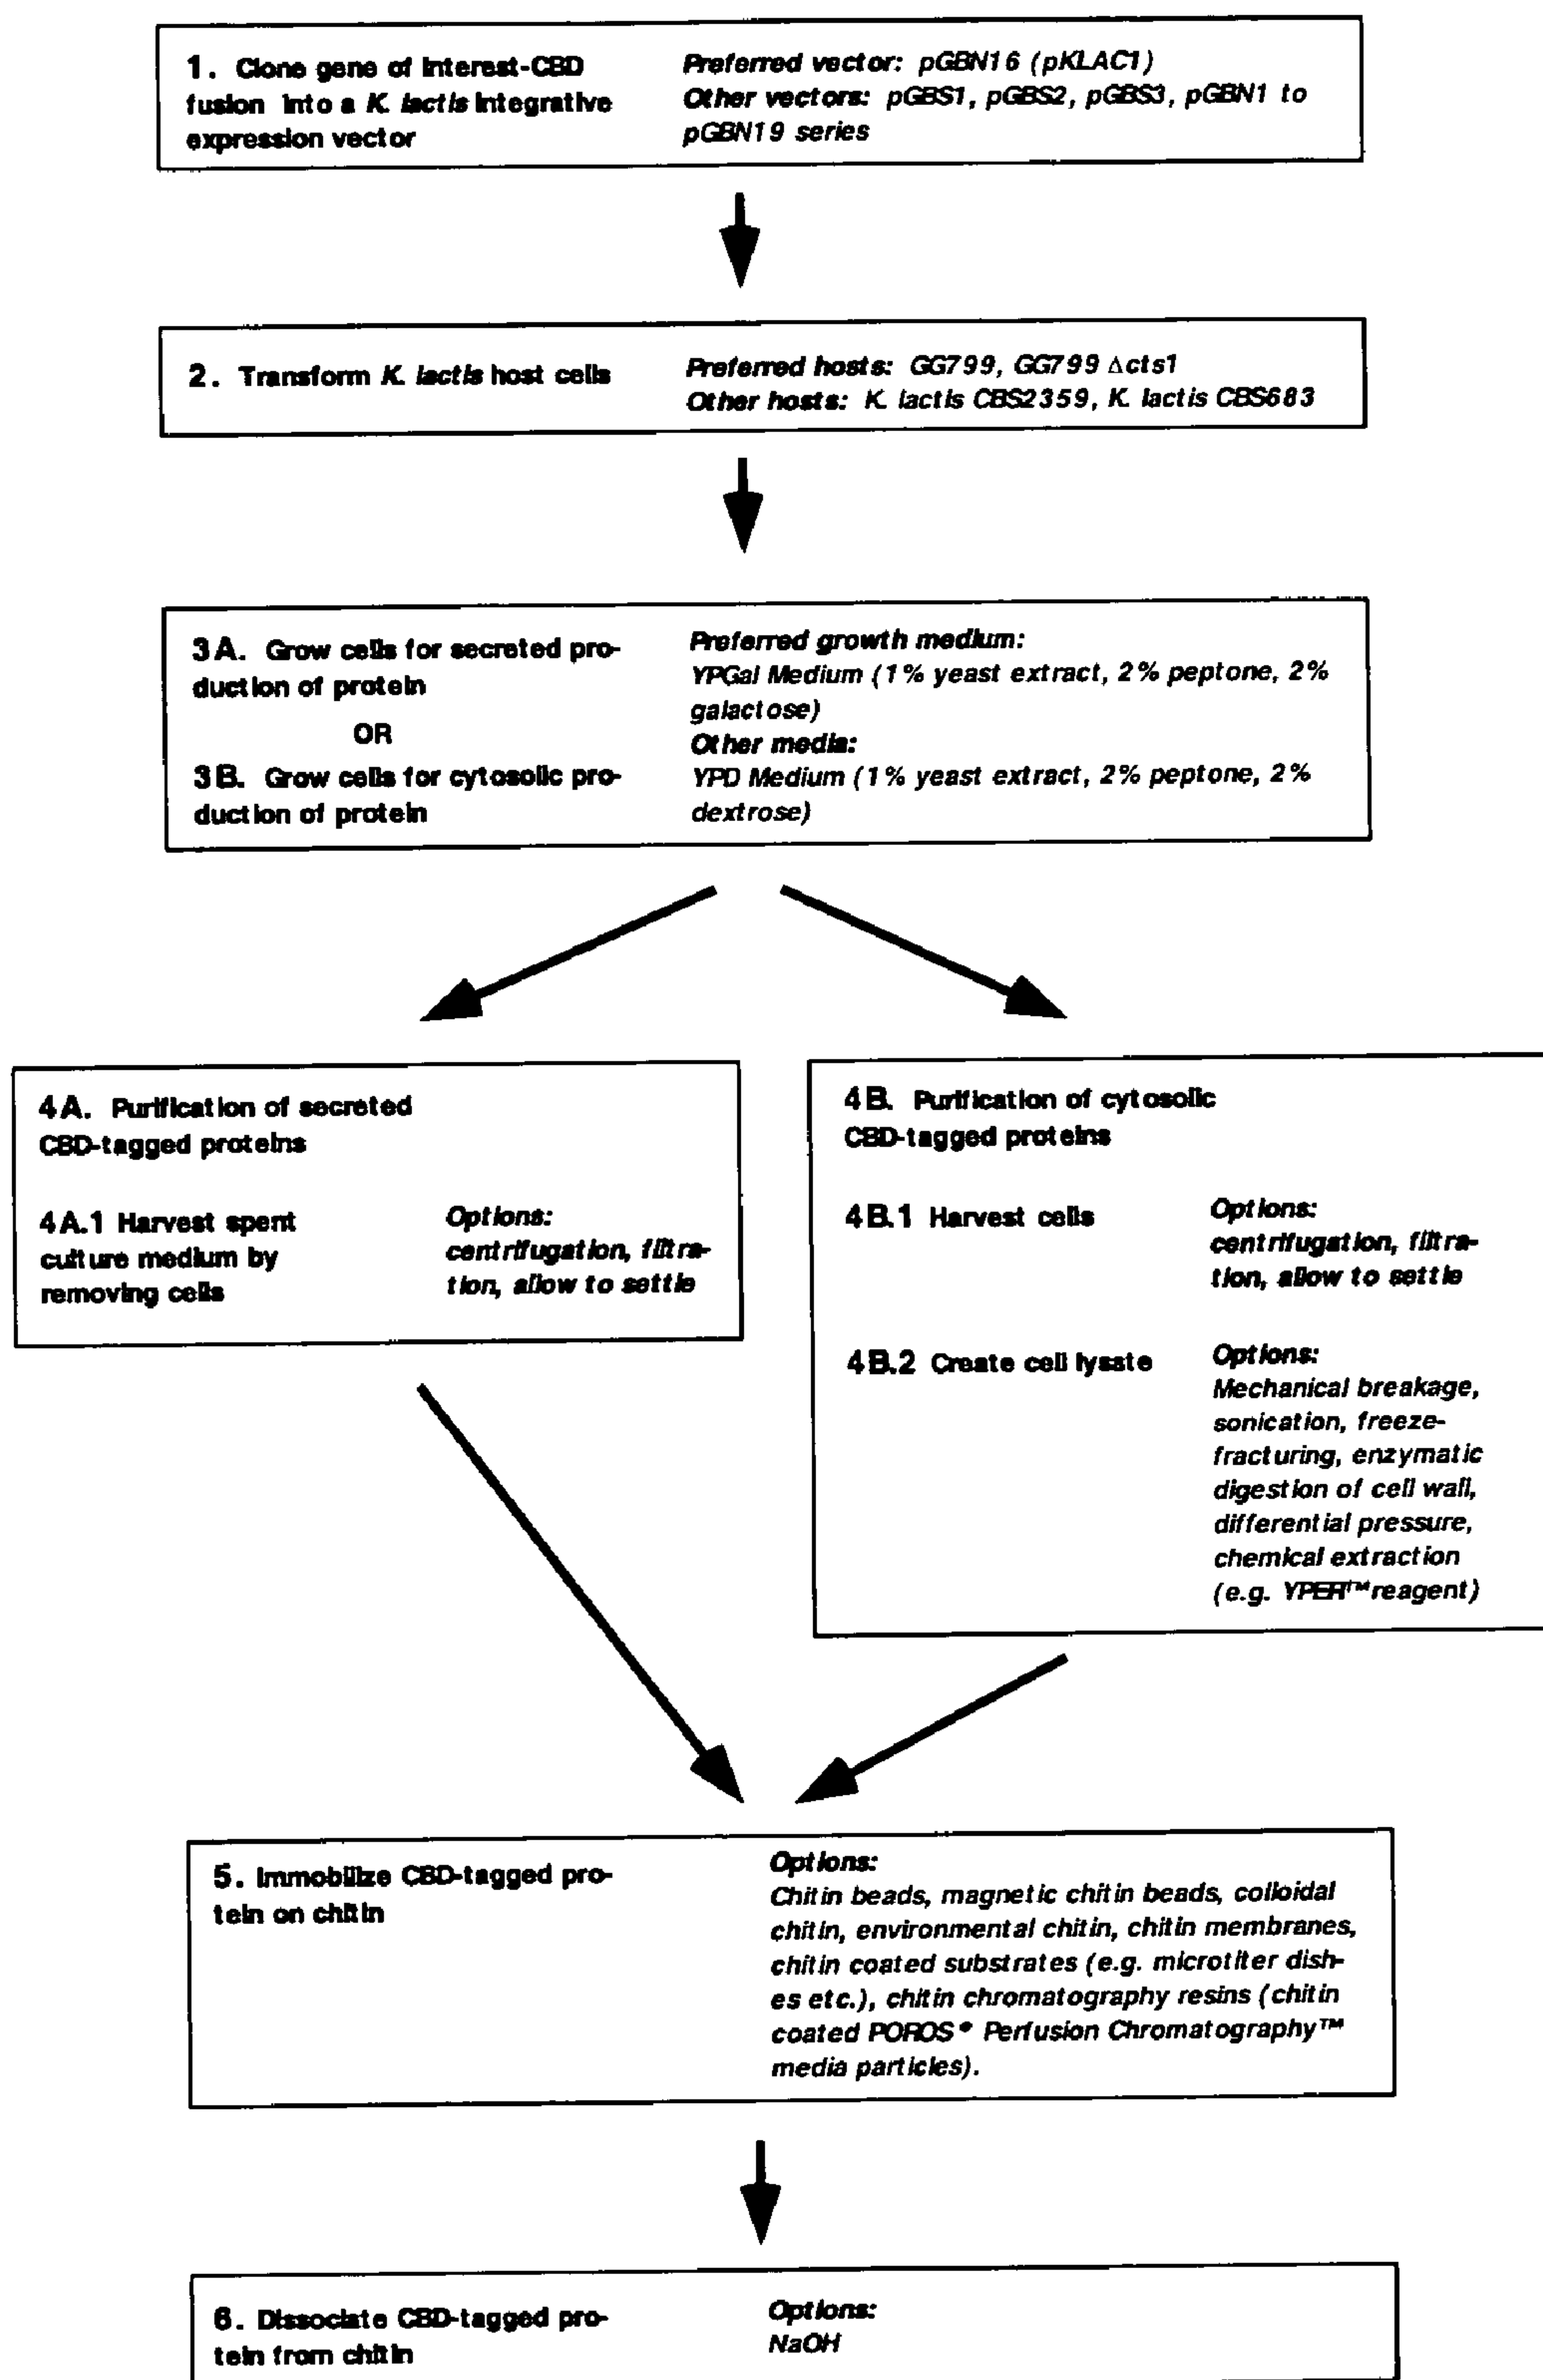 1. Clone gene of interest-CBD
fusion into a K. lactis integrative
expression vector
Preferred vector: pGBN16 (pKLAC1)
Other vectors: pGBS1, pGBS2, pGBS3, pGBN1 to
pGBN19 series
2. Transform K. lactis host cells
Preferred hosts: GG799, GG799 Δcts1
Other hosts: K. lactis CBS2359, K. lactis CBS683
3A. Grow cells for secreted pro-
duction of protein
OR
3B. Grow cells for cytosolic pro-
duction of protein
Preferred growth medium:
YPGal Medium (1% yeast extract, 2% peptone, 2%
galactose)
Other media:
YPD Medium (1% yeast extract, 2% peptone, 2%
dextrose)
4A. Purification of secreted
CBD-tagged proteins
4A.1 Harvest spent
culture medium by
removing cells
Options:
centrifugation, filtra-
tion, allow to settle
4B. Purification of cytosolic
CBD-tagged proteins
4B.1 Harvest cells
Options:
centrifugation, filtra-
tion, allow to settle
4B.2 Create cell lysate
Options:
Mechanical breakage,
sonication, freeze-
fracturing, enzymatic
digestion of cell wall,
differential pressure,
chemical extraction
(e.g. YPER™ reagent)
5. Immobilize CBD-tagged pro-
tein on chitin
Options:
Chitin beads, magnetic chitin beads, colloidal
chitin, environmental chitin, chitin membranes,
chitin coated substrates (e.g. microtiter dish-
es etc.), chitin chromatography resins (chitin
coated POROS® Perfusion Chromatography™
media particles).
6. Dissociate CBD-tagged pro-
tein from chitin
Options:
NaOH